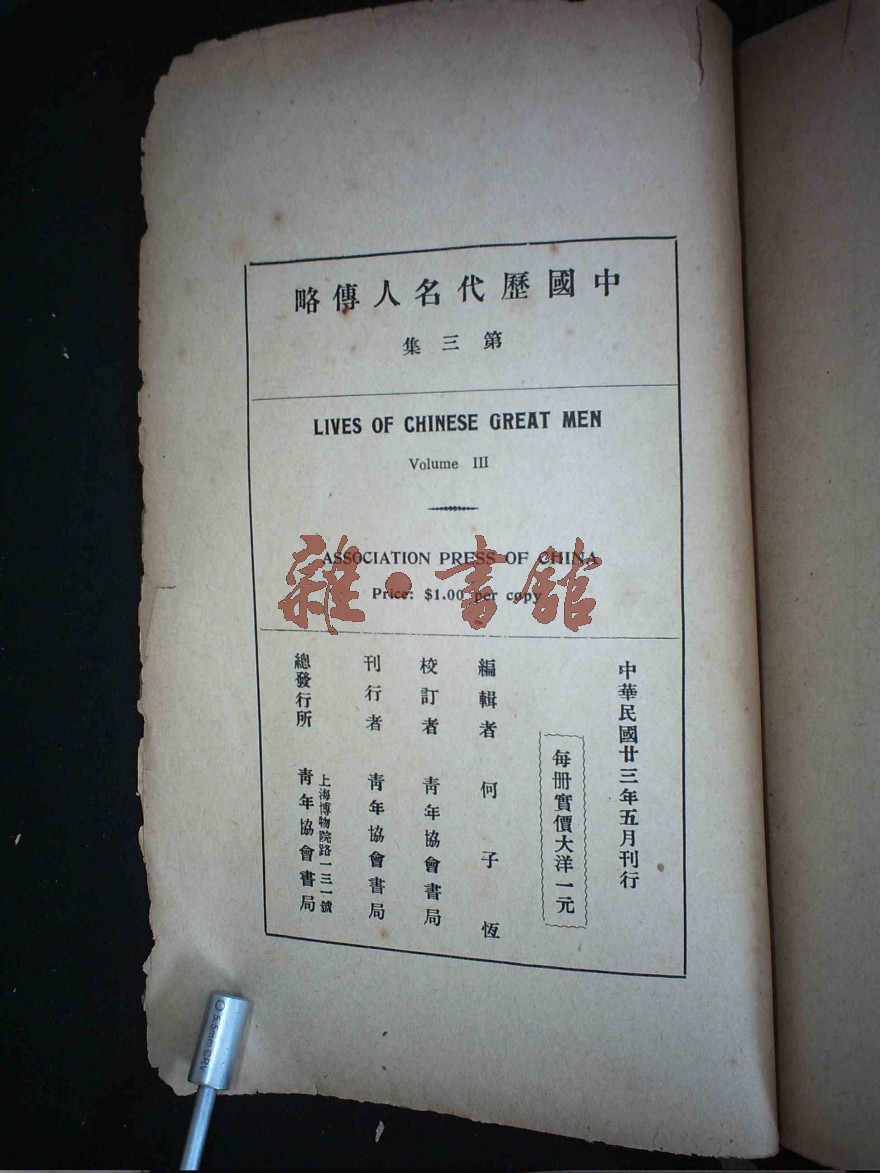 中國歷代名人傳略
第三集
LIVES OF CHINESE GREAT MEN
Volume III
ASSOCIATION PRESS OF CHINA
Price: $1.00 per copy
雜·書館
中華民國廿三年五月刊行
每冊實價大洋一元
編輯者 何子恆
校訂者 青年協會書局
刊行者 青年協會書局
總發行所
上海博物院路一三一號
青年協會書局
5.5mm CRV